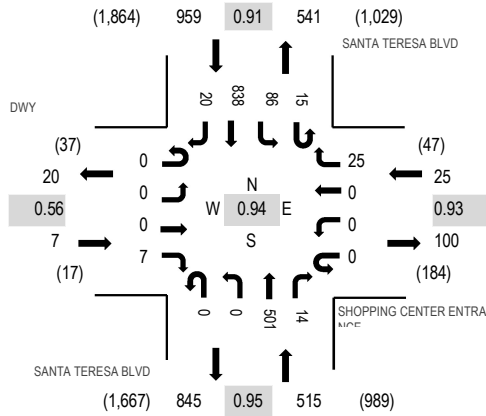 (1,864) 959 0.91 541 (1,029)
SANTA TERESA BLVD
DWY
20 838 86 15
(37) (47)
0 25
20 25
N
0 0
0.56 W 0.94 E 0.93
0 0
S
7 100
7 0
(17) (184)
0 0 501 14
SHOPPING CENTER ENTRA
NCE
SANTA TERESA BLVD
(1,667) 845 0.95 515 (989)